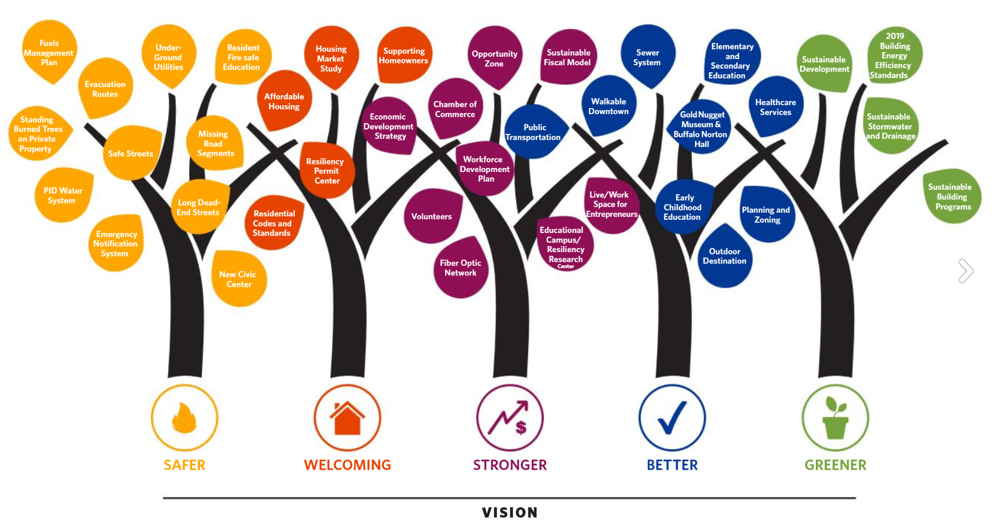 Fuels
Management
Plan
Evacuation
Routes
Under-
Ground
Utilities
Resident
Fire safe
Education
Standing
Burned Trees
on Private
Property
Safe Streets
Missing
Road
Segments
PID Water
System
Long Dead-
End Streets
Emergency
Notification
System
New Civic
Center
Housing
Market
Study
Supporting
Homeowners
Affordable
Housing
Resiliency
Permit
Center
Residential
Codes and
Standards
Opportunity
Zone
Sustainable
Fiscal Model
Chamber of
Commerce
Economic
Development
Strategy
Workforce
Development
Plan
Volunteers
Live/Work
Space for
Entrepreneurs
Educational
Campus/
Resiliency
Research
Center
Fiber Optic
Network
Sewer
System
Elementary
and
Secondary
Education
Walkable
Downtown
Healthcare
Services
Public
Transportation
Gold Nugget
Museum &
Buffalo Norton
Hall
Early
Childhood
Education
Planning and
Zoning
Outdoor
Destination
Sustainable
Development
2019
Building
Energy
Efficiency
Standards
Sustainable
Stormwater
and Drainage
Sustainable
Building
Programs
$
SAFER
WELCOMING
STRONGER
BETTER
GREENER
VISION